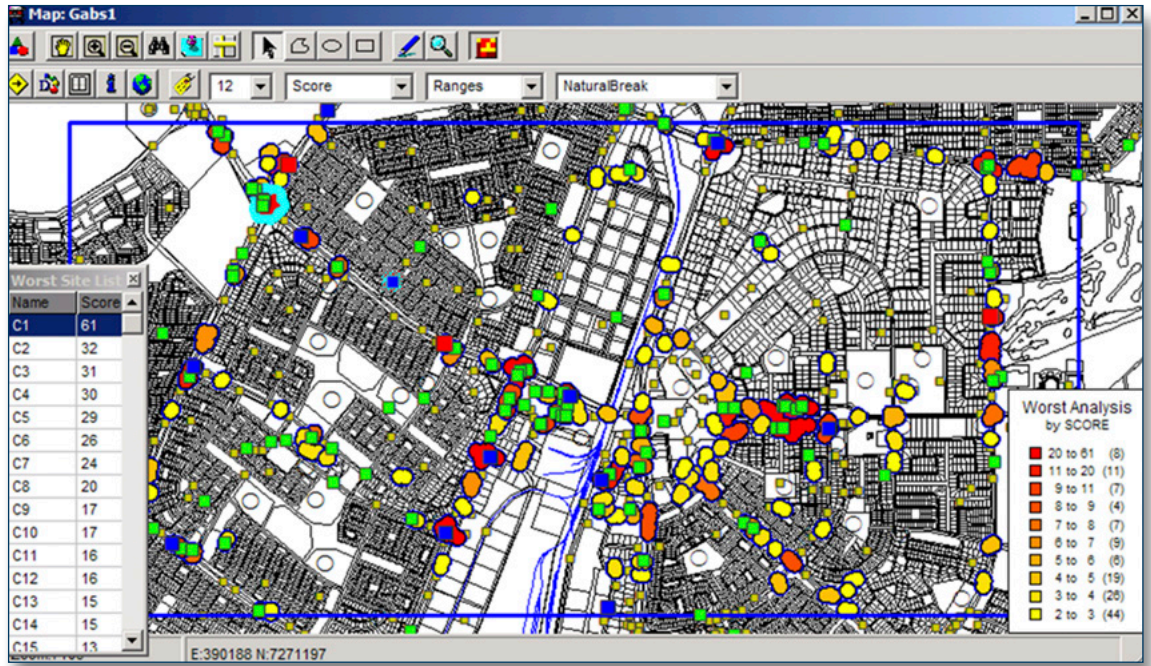 Map: Gabs1
12 Score Ranges NaturalBreak
Worst Site List
Name Score
C1 61
C2 32
C3 31
C4 30
C5 29
C6 26
C7 24
C8 20
C9 17
C10 17
C11 16
C12 16
C13 15
C14 15
C15 13
Worst Analysis
by SCORE
20 to 61 (8)
11 to 20 (11)
9 to 11 (7)
8 to 9 (4)
7 to 8 (7)
6 to 7 (9)
5 to 6 (6)
4 to 5 (19)
3 to 4 (26)
2 to 3 (44)
E:390188 N:7271197